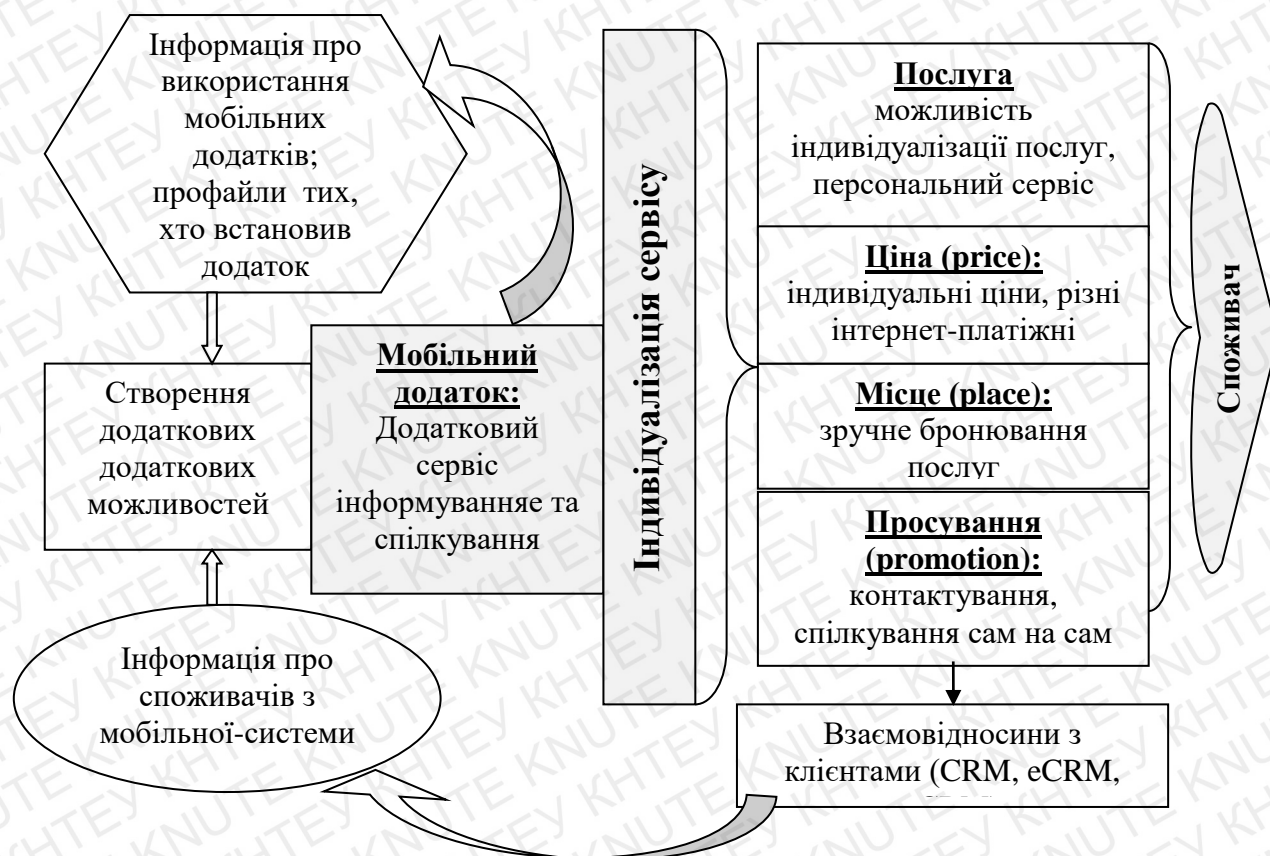 Інформація про
використання
мобільних
додатків;
профайли тих,
хто встановив
додаток
Створення
додаткових
додаткових
можливостей
Інформація про
споживачів з
мобільної-системи
Мобільний
додаток:
Додатковий
сервіс
інформуванняе та
спілкування
Індивідуалізація сервісу
Послуга
можливість
індивідуалізації послуг,
персональний сервіс
Ціна (price):
індивідуальні ціни, різні
інтернет-платіжні
Місце (place):
зручне бронювання
послуг
Просування
(promotion):
контактування,
спілкування сам на сам
Взаємовідносини з
клієнтами (CRM, eCRM,
Споживач